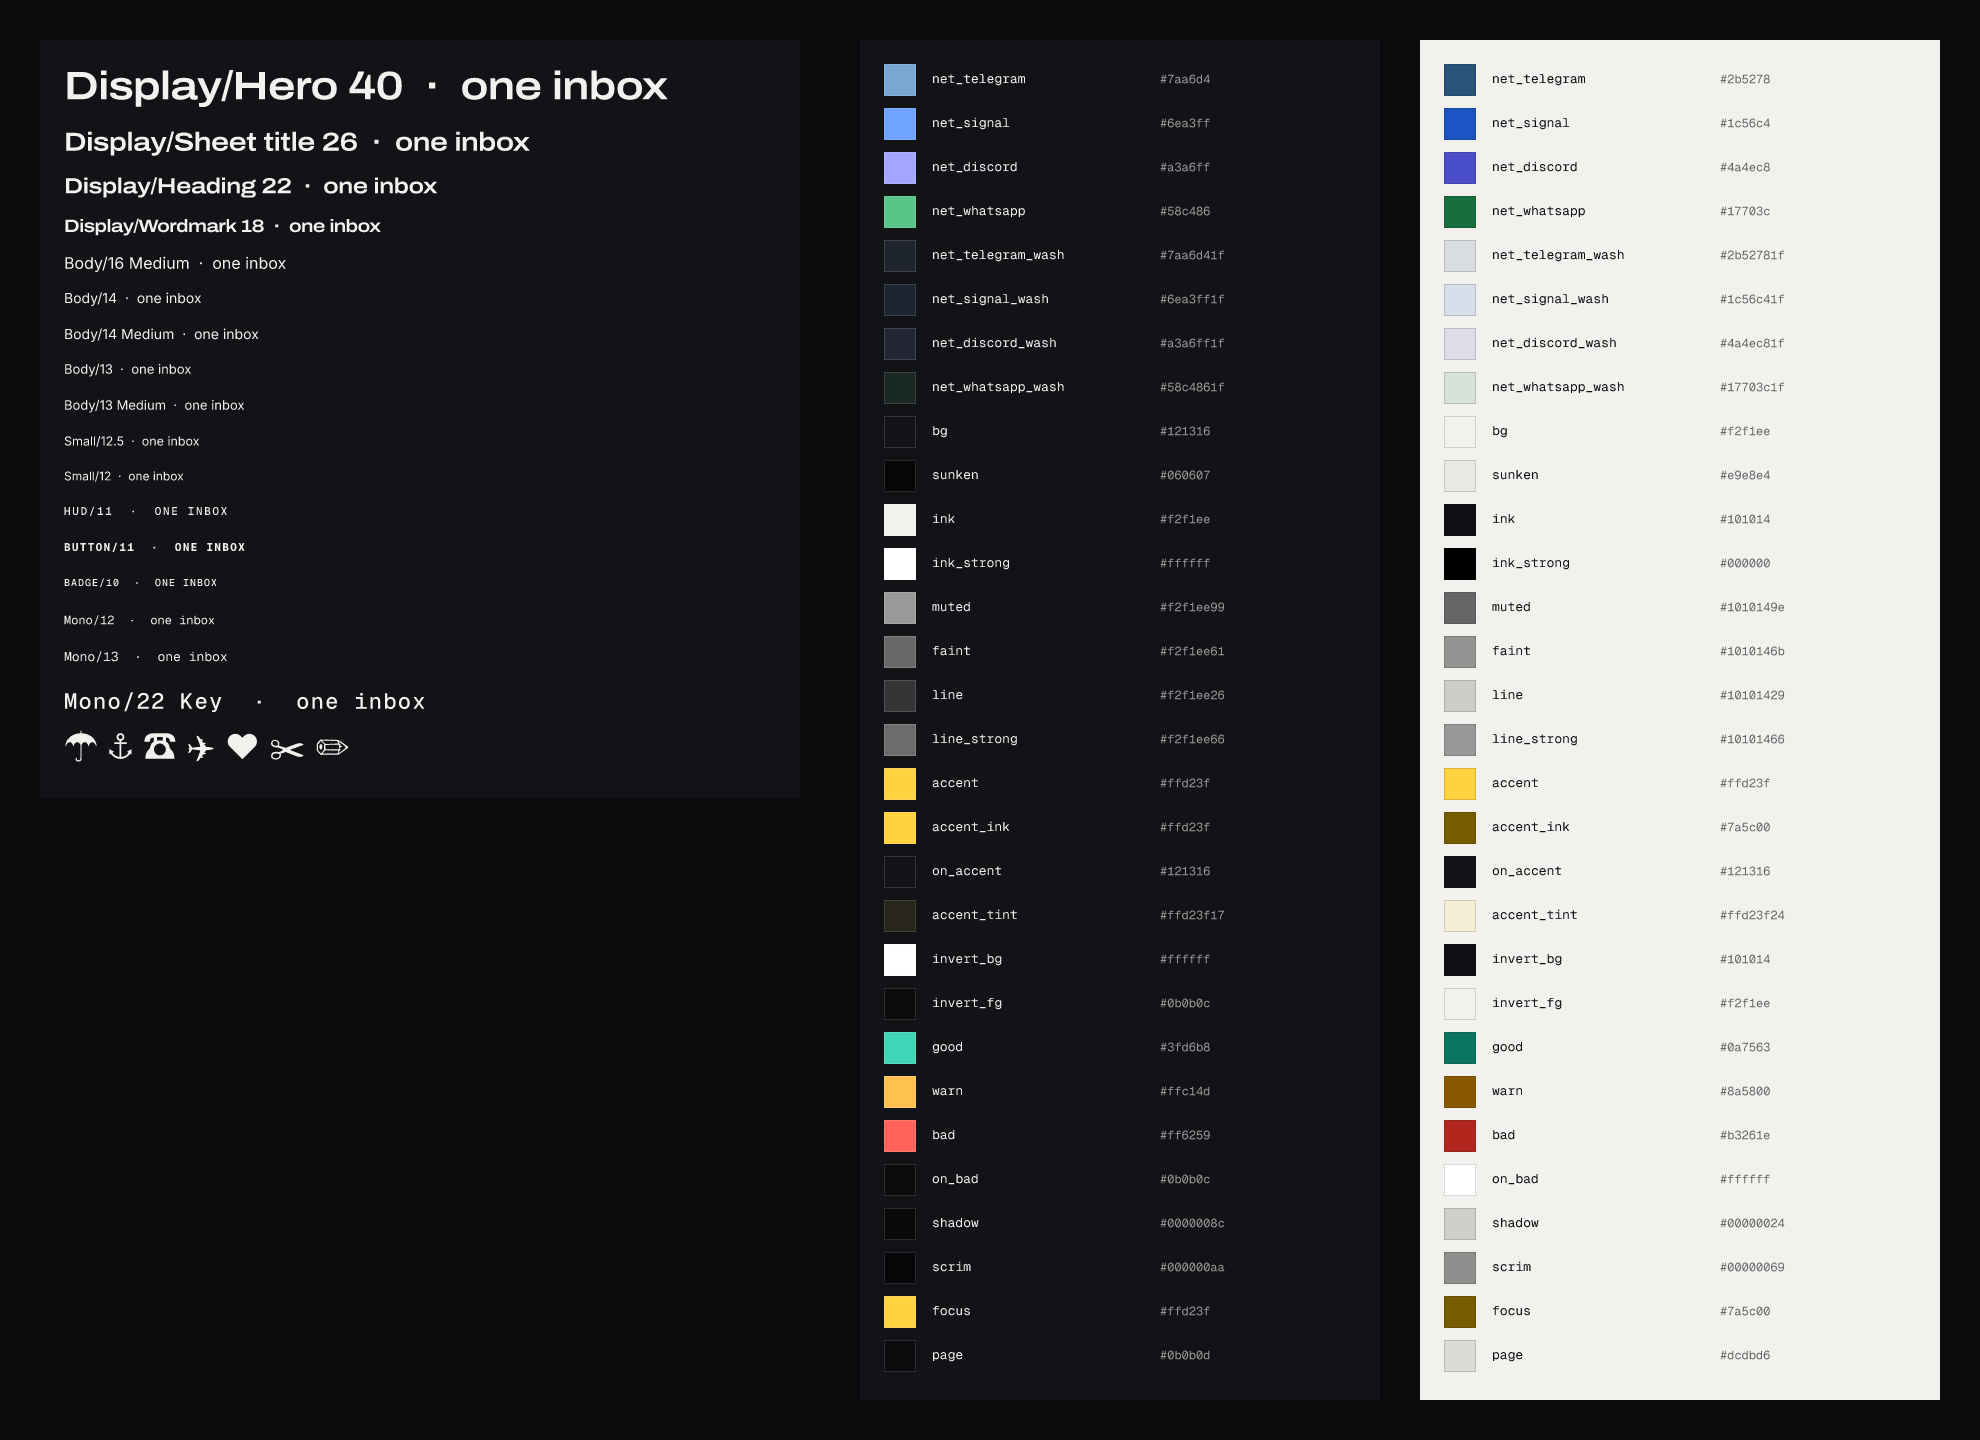 Display/Hero 40 · one inbox
Display/Sheet title 26 · one inbox
Display/Heading 22 · one inbox
Display/Wordmark 18 · one inbox
Body/16 Medium · one inbox
Body/14 · one inbox
Body/14 Medium · one inbox
Body/13 · one inbox
Body/13 Medium · one inbox
Small/12.5 · one inbox
Small/12 · one inbox
HUD/11 · ONE INBOX
BUTTON/11 · ONE INBOX
BADGE/10 · ONE INBOX
Mono/12 · one inbox
Mono/13 · one inbox
Mono/22 Key · one inbox
☂ ⚓ ☎ ✈ ♥ ✂ ✏
net_telegram #7aa6d4
net_signal #6ea3ff
net_discord #a3a6ff
net_whatsapp #58c486
net_telegram_wash #7aa6d41f
net_signal_wash #6ea3ff1f
net_discord_wash #a3a6ff1f
net_whatsapp_wash #58c4861f
bg #121316
sunken #060607
ink #f2f1ee
ink_strong #ffffff
muted #f2f1ee99
faint #f2f1ee61
line #f2f1ee26
line_strong #f2f1ee66
accent #ffd23f
accent_ink #ffd23f
on_accent #121316
accent_tint #ffd23f17
invert_bg #ffffff
invert_fg #0b0b0c
good #3fd6b8
warn #ffc14d
bad #ff6259
on_bad #0b0b0c
shadow #0000008c
scrim #000000aa
focus #ffd23f
page #0b0b0d
net_telegram #2b5278
net_signal #1c56c4
net_discord #4a4ec8
net_whatsapp #17703c
net_telegram_wash #2b52781f
net_signal_wash #1c56c41f
net_discord_wash #4a4ec81f
net_whatsapp_wash #17703c1f
bg #f2f1ee
sunken #e9e8e4
ink #101014
ink_strong #000000
muted #1010149e
faint #1010146b
line #10101429
line_strong #10101466
accent #ffd23f
accent_ink #7a5c00
on_accent #121316
accent_tint #ffd23f24
invert_bg #101014
invert_fg #f2f1ee
good #0a7563
warn #8a5800
bad #b3261e
on_bad #ffffff
shadow #00000024
scrim #00000069
focus #7a5c00
page #dcdbd6